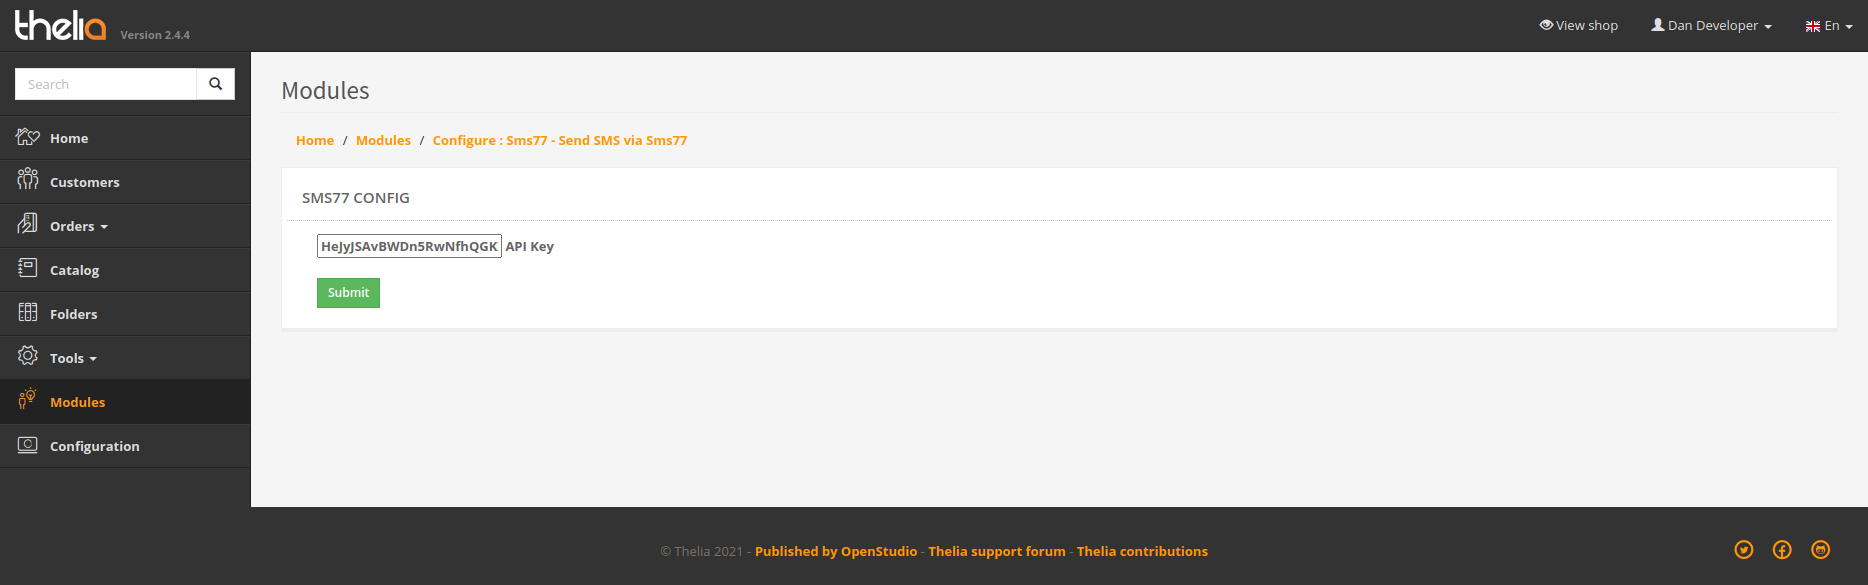 thelia Version 2.4.4
View shop Dan Developer En
Search
Home
Customers
Orders
Catalog
Folders
Tools
Modules
Configuration
Modules
Home / Modules / Configure : Sms77 - Send SMS via Sms77
SMS77 CONFIG
HeJyJSAvBWDn5RwNfhQGK API Key
Submit
© Thelia 2021 - Published by OpenStudio - Thelia support forum - Thelia contributions